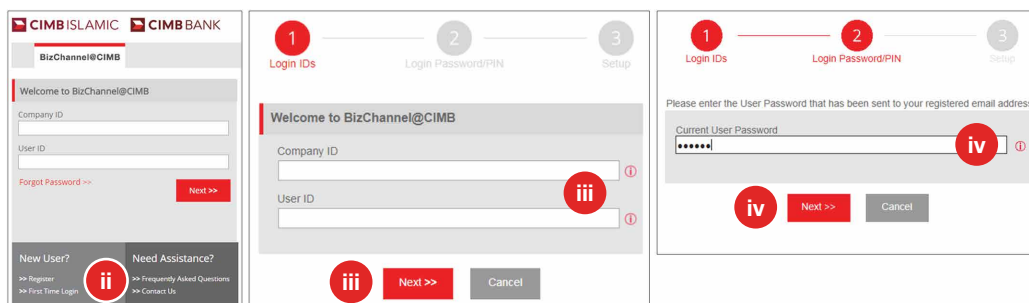 CIMB ISLAMIC CIMB BANK
BizChannel@CIMB
Welcome to BizChannel@CIMB
Company ID
User ID
Forgot Password >>
Next >>
New User?
>> Register
>> First Time Login
ii
Need Assistance?
>> Frequently Asked Questions
>> Contact Us
1 2 3
Login IDs Login Password/PIN Setup
Welcome to BizChannel@CIMB
Company ID
iii
User ID
iii Next >> Cancel
1 2 3
Login IDs Login Password/PIN Setup
Please enter the User Password that has been sent to your registered email address
Current User Password
iv
iv Next >> Cancel